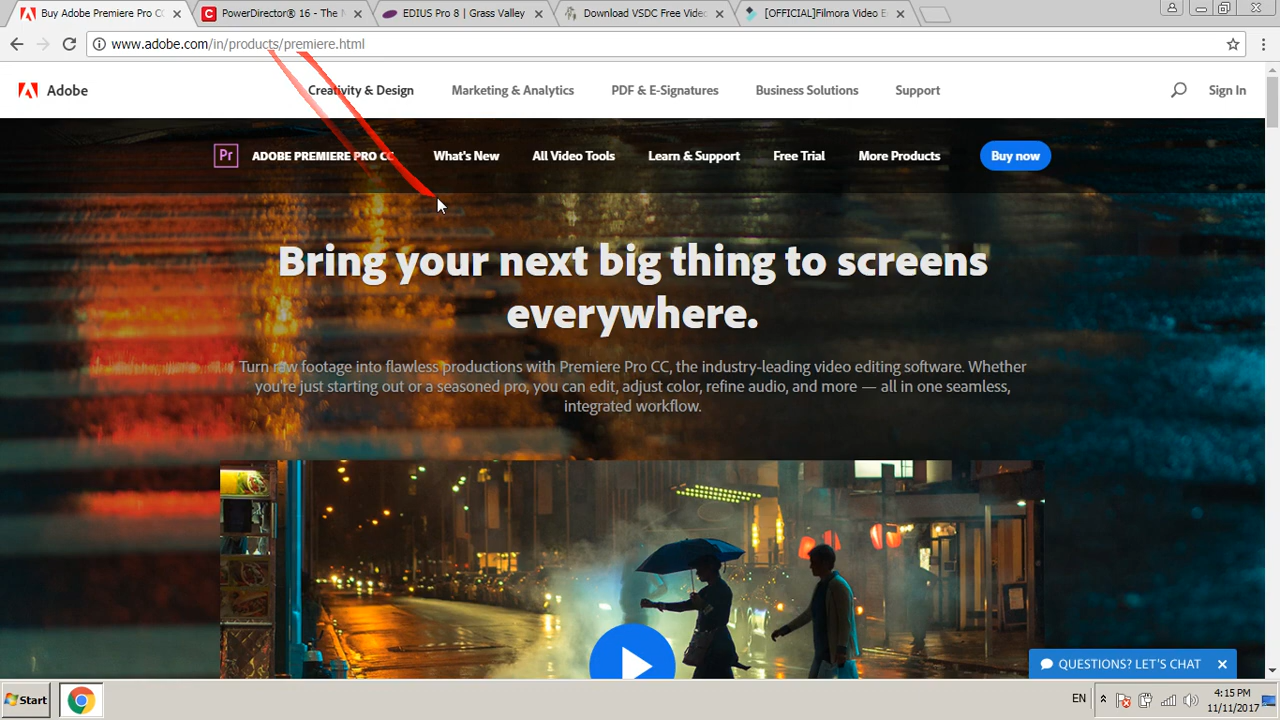 Buy Adobe Premiere Pro CC
PowerDirector® 16 - The M
EDIUS Pro 8 | Grass Valley
Download VSDC Free Video
[OFFICIAL]Filmora Video E
www.adobe.com/in/products/premiere.html
Adobe
Creativity & Design
Marketing & Analytics
PDF & E-Signatures
Business Solutions
Support
Sign In
Pr
ADOBE PREMIERE PRO CC
What's New
All Video Tools
Learn & Support
Free Trial
More Products
Buy now
Bring your next big thing to screens
everywhere.
Turn raw footage into flawless productions with Premiere Pro CC, the industry-leading video editing software. Whether
you're just starting out or a seasoned pro, you can edit, adjust color, refine audio, and more — all in one seamless,
integrated workflow.
QUESTIONS? LET'S CHAT
Start
EN
4:15 PM
11/11/2017